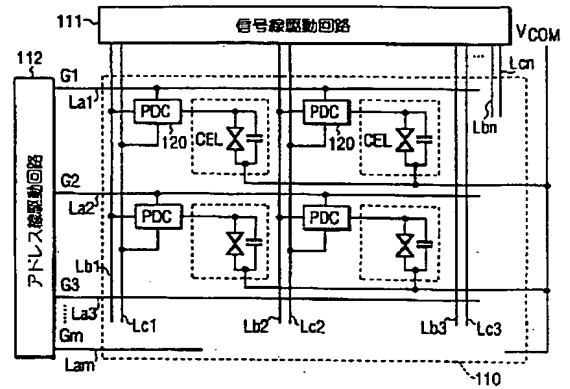 111
信号線駆動回路
VCOM
112
G1
La1
PDC
120
CEL
PDC
120
CEL
Lcn
Lbn
アドレス線駆動回路
G2
La2
PDC
PDC
Lb1
G3
La3
Lc1
Lb2
Lc2
Lb3
Lc3
Gm
Lam
110